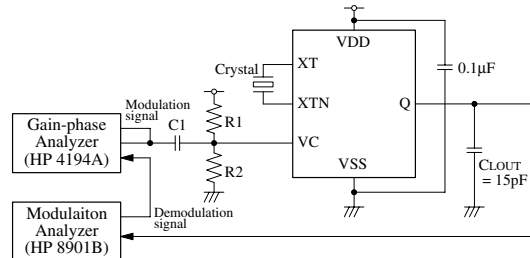 VDD
Crystal
XT
0.1μF
XTN
Q
Modulation
signal
C1
R1
Gain-phase
Analyzer
(HP 4194A)
VC
R2
VSS
CLOUT
= 15pF
Modulaiton
Analyzer
(HP 8901B)
Demodulation
signal